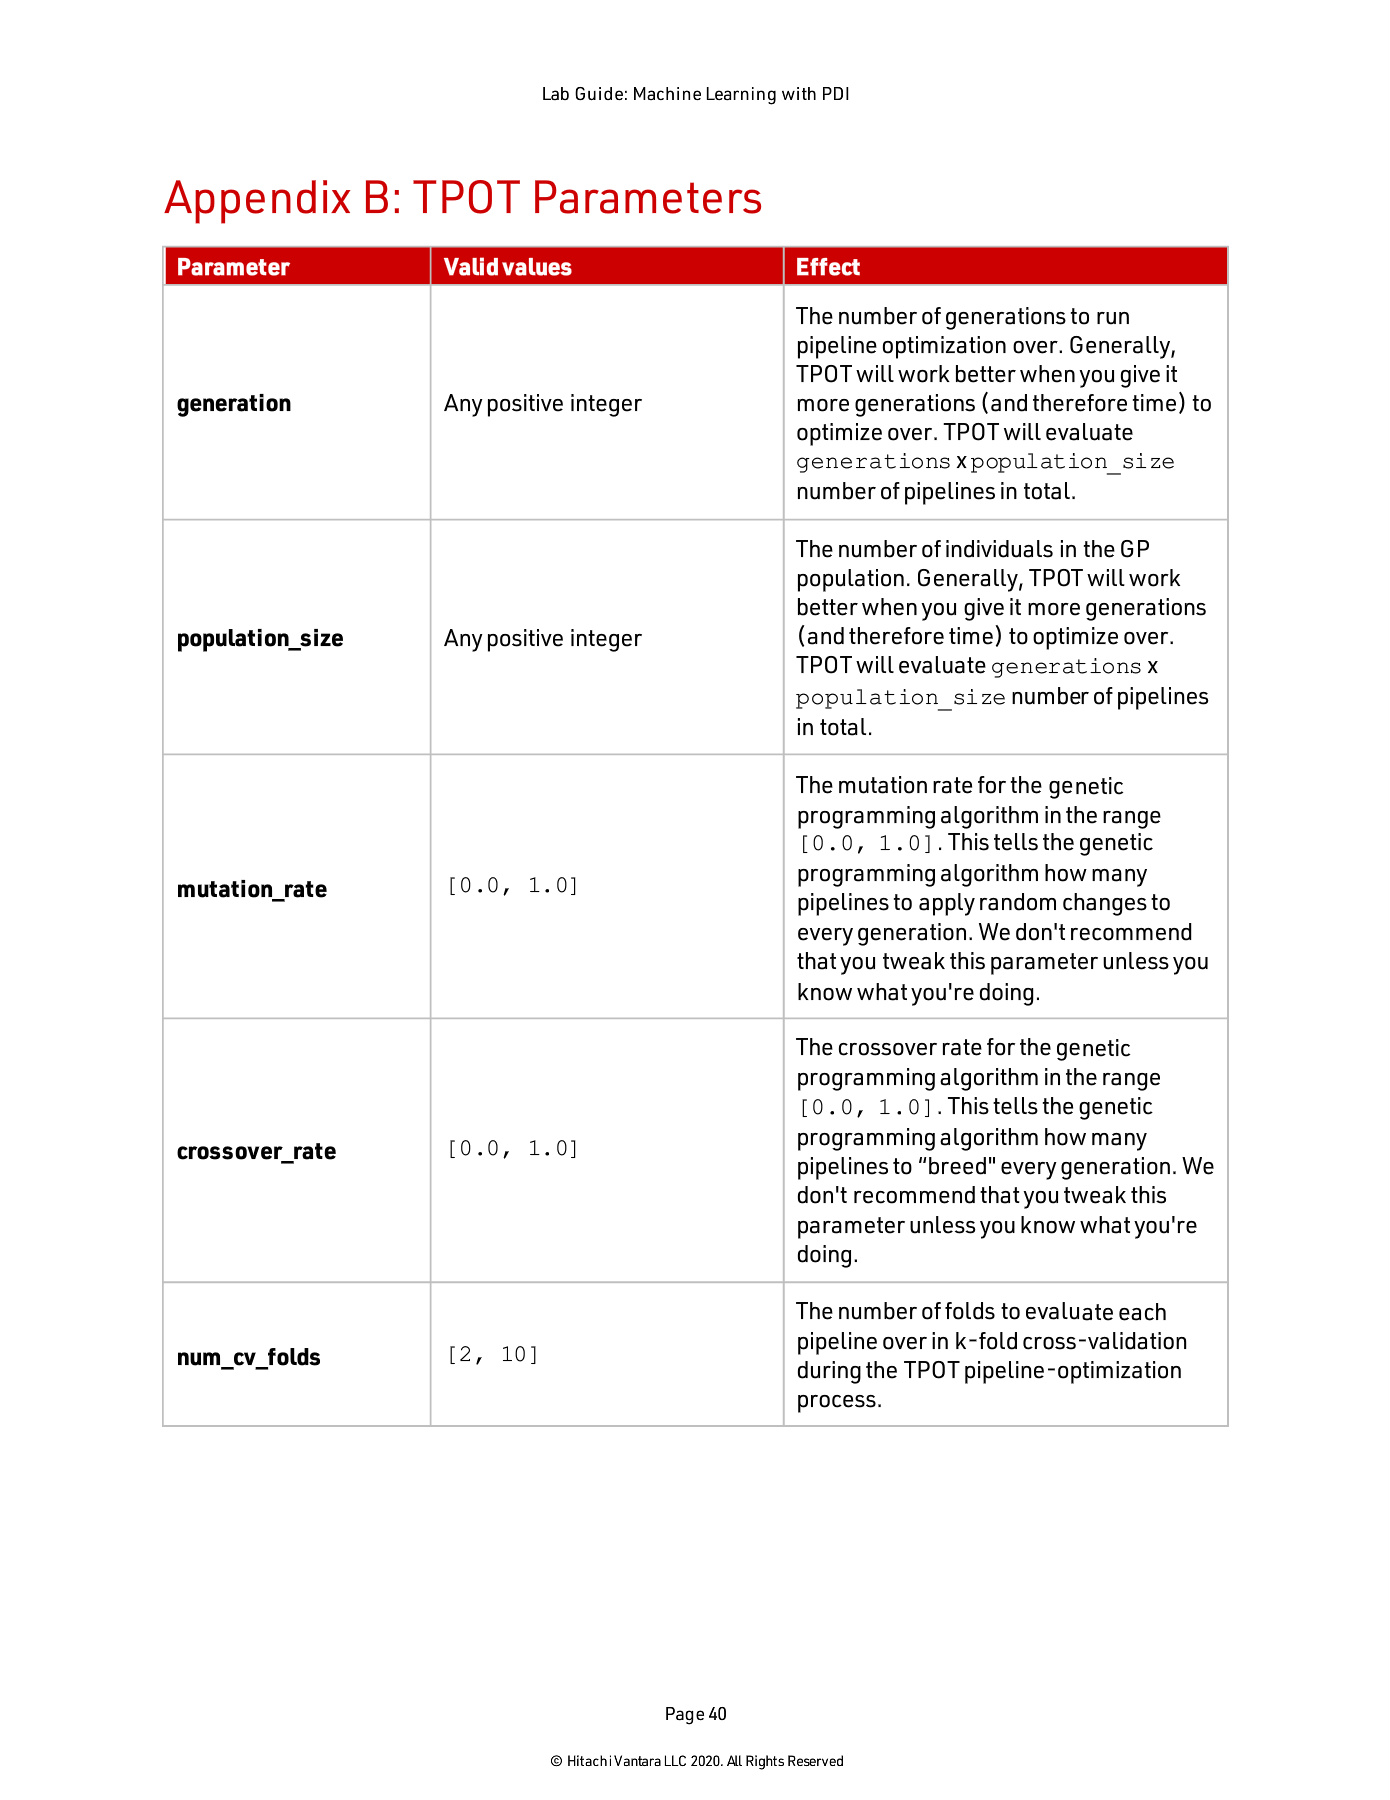 Lab Guide: Machine Learning with PDI
Appendix B: TPOT Parameters
Parameter Valid values Effect
generation
Any positive integer
The number of generations to run
pipeline optimization over. Generally,
TPOT will work better when you give it
more generations (and therefore time) to
optimize over. TPOT will evaluate
generations x population_size
number of pipelines in total.
population_size
Any positive integer
The number of individuals in the GP
population. Generally, TPOT will work
better when you give it more generations
(and therefore time) to optimize over.
TPOT will evaluate generations x
population_size number of pipelines
in total.
mutation_rate
[0.0, 1.0]
The mutation rate for the genetic
programming algorithm in the range
[0.0, 1.0]. This tells the genetic
programming algorithm how many
pipelines to apply random changes to
every generation. We don't recommend
that you tweak this parameter unless you
know what you're doing.
crossover_rate
[0.0, 1.0]
The crossover rate for the genetic
programming algorithm in the range
[0.0, 1.0]. This tells the genetic
programming algorithm how many
pipelines to “breed" every generation. We
don't recommend that you tweak this
parameter unless you know what you're
doing.
num_cv_folds
[2, 10]
The number of folds to evaluate each
pipeline over in k-fold cross-validation
during the TPOT pipeline-optimization
process.
Page 40
© Hitachi Vantara LLC 2020. All Rights Reserved